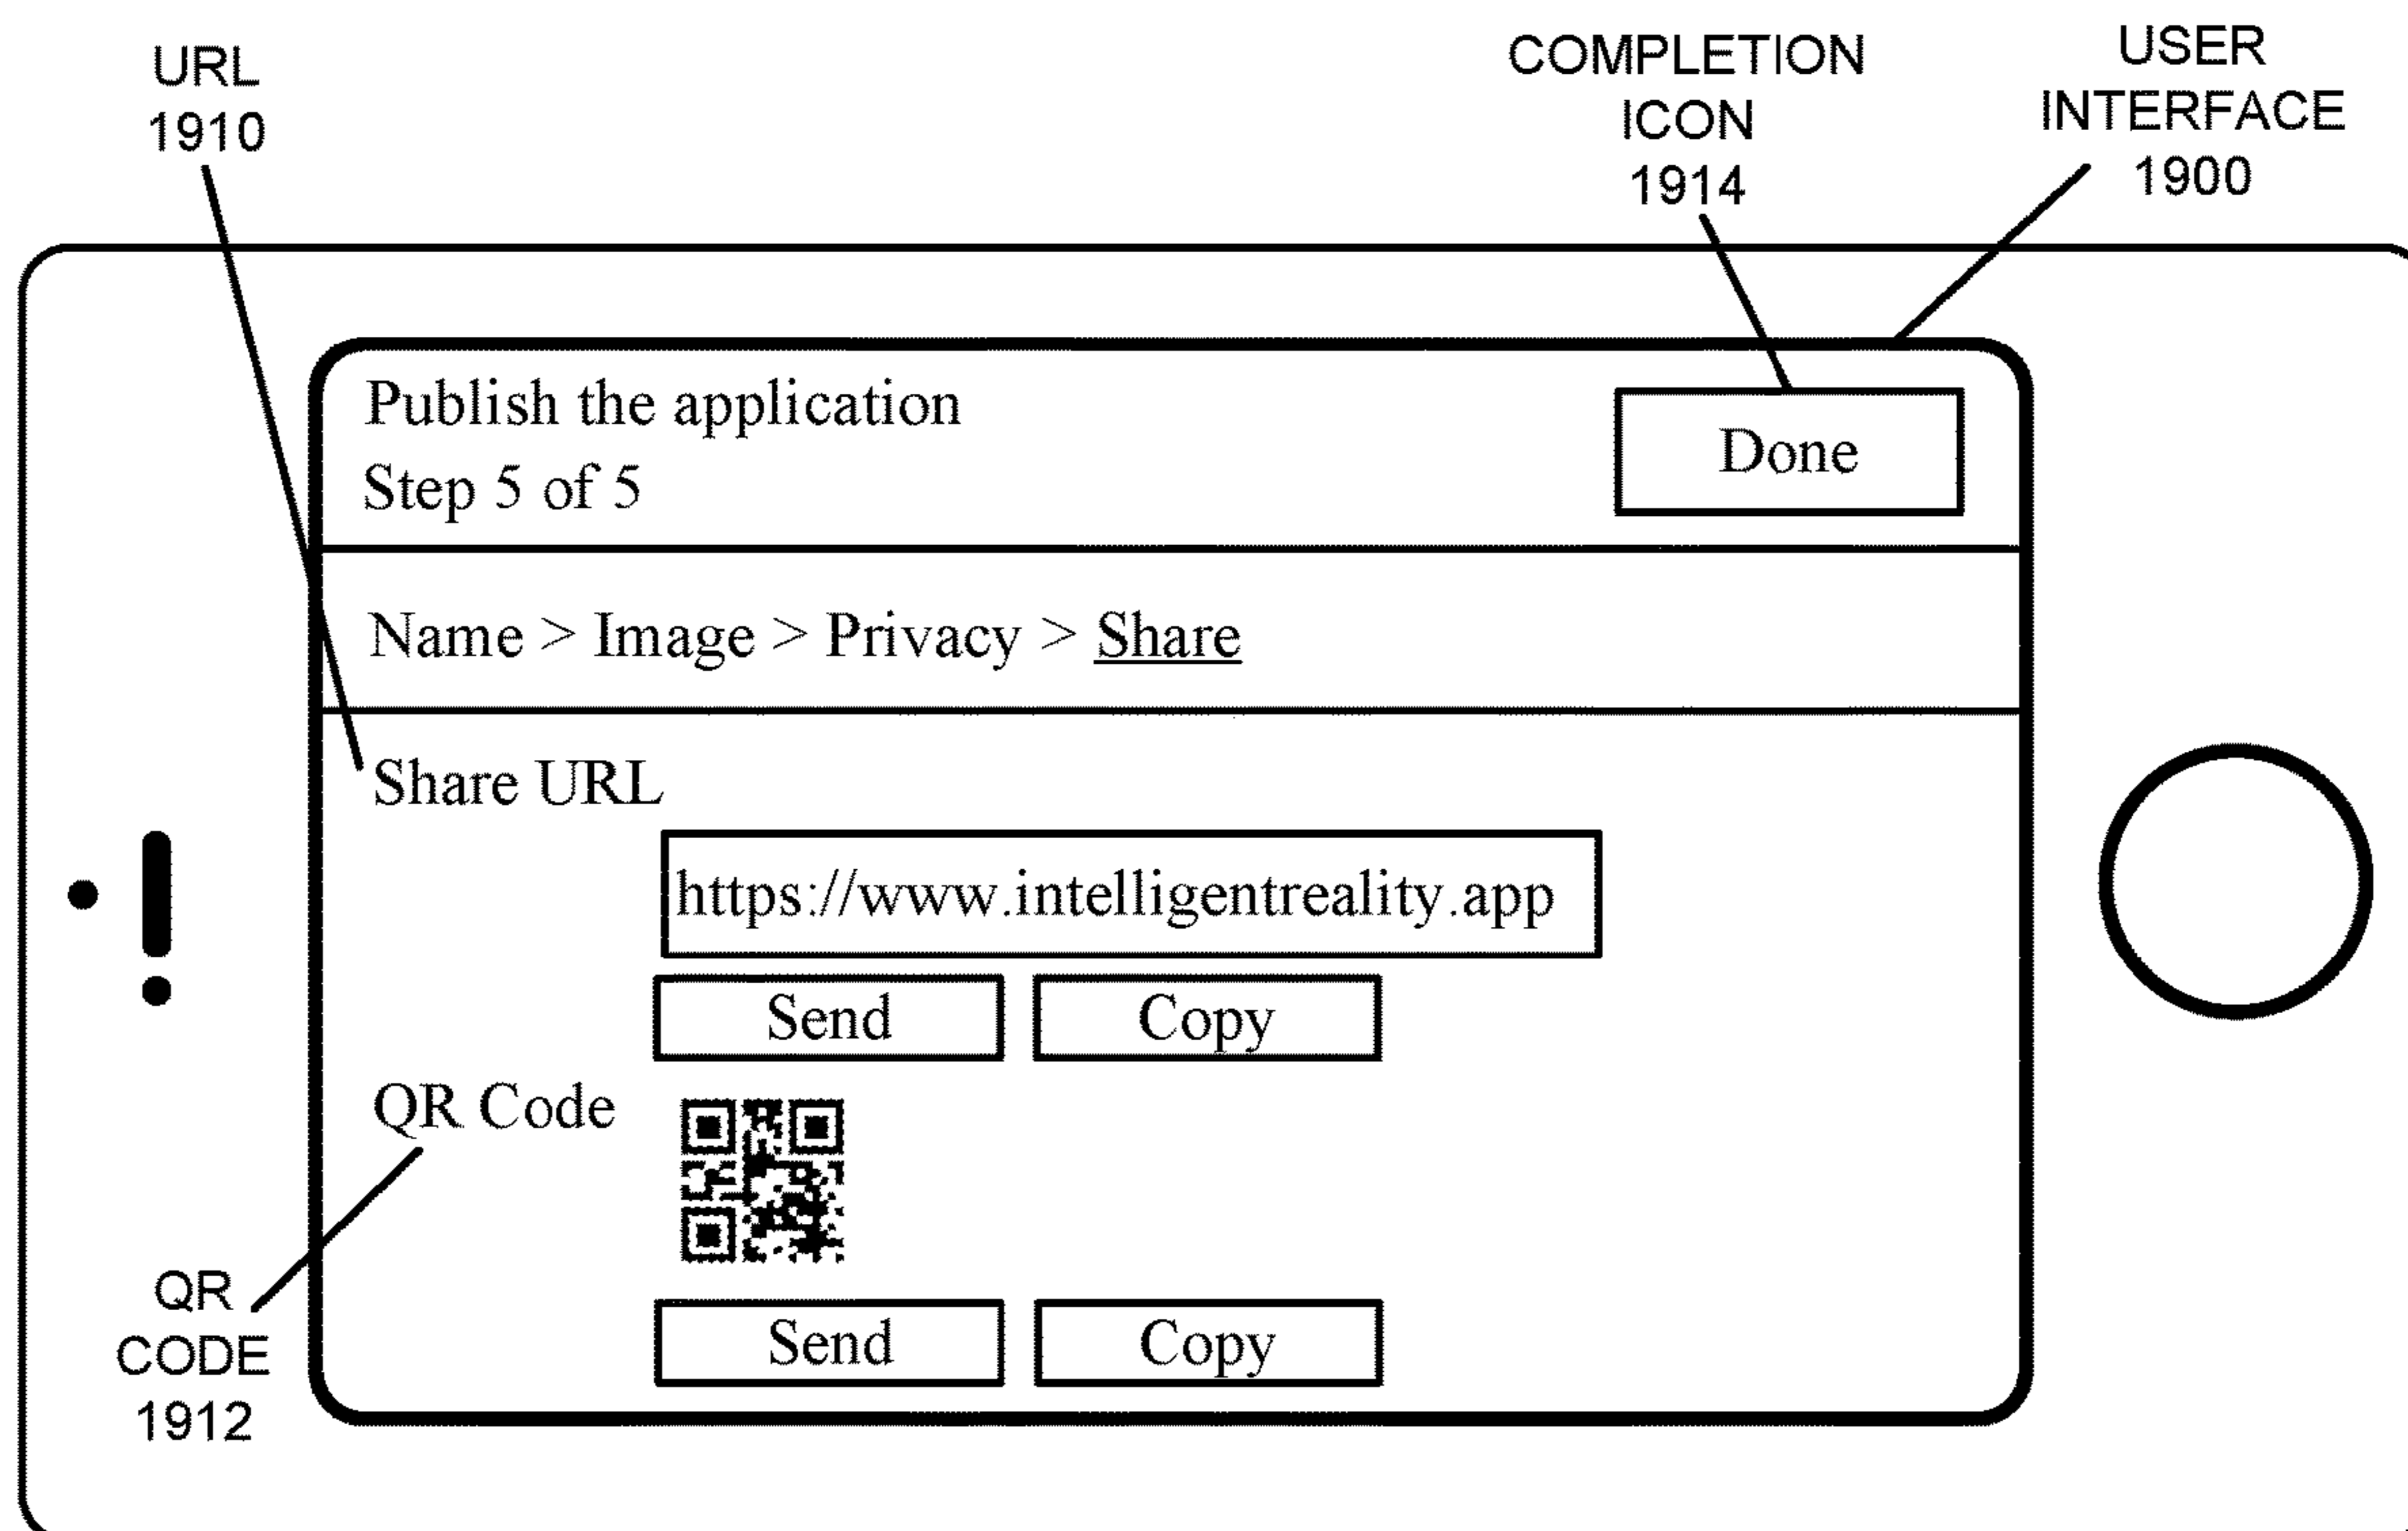 URL
1910
COMPLETION
ICON
1914
USER
INTERFACE
1900
Publish the application
Step 5 of 5
Done
Name > Image > Privacy > Share
Share URL
https://www.intelligentreality.app
Send Copy
QR Code
QR
CODE
1912
Send Copy